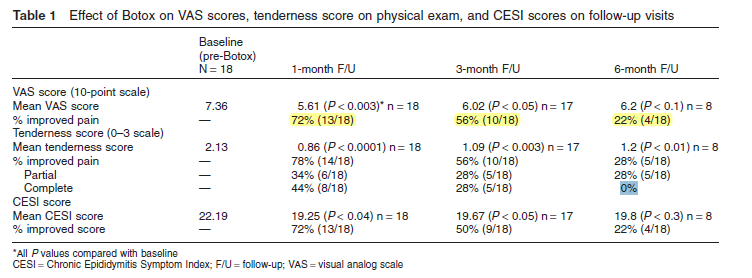 Table 1 Effect of Botox on VAS scores, tenderness score on physical exam, and CESI scores on follow-up visits
Baseline
(pre-Botox)
N = 18 1-month F/U 3-month F/U 6-month F/U
VAS score (10-point scale)
Mean VAS score 7.36 5.61 (P < 0.003)* n = 18 6.02 (P < 0.05) n = 17 6.2 (P < 0.1) n = 8
% improved pain — 72% (13/18) 56% (10/18) 22% (4/18)
Tenderness score (0–3 scale)
Mean tenderness score 2.13 0.86 (P < 0.0001) n = 18 1.09 (P < 0.003) n = 17 1.2 (P < 0.01) n = 8
% improved pain — 78% (14/18) 56% (10/18) 28% (5/18)
Partial — 34% (6/18) 28% (5/18) 28% (5/18)
Complete — 44% (8/18) 28% (5/18) 0%
CESI score
Mean CESI score 22.19 19.25 (P < 0.04) n = 18 19.67 (P < 0.05) n = 17 19.8 (P < 0.3) n = 8
% improved score — 72% (13/18) 50% (9/18) 22% (4/18)
*All P values compared with baseline
CESI = Chronic Epididymitis Symptom Index; F/U = follow-up; VAS = visual analog scale